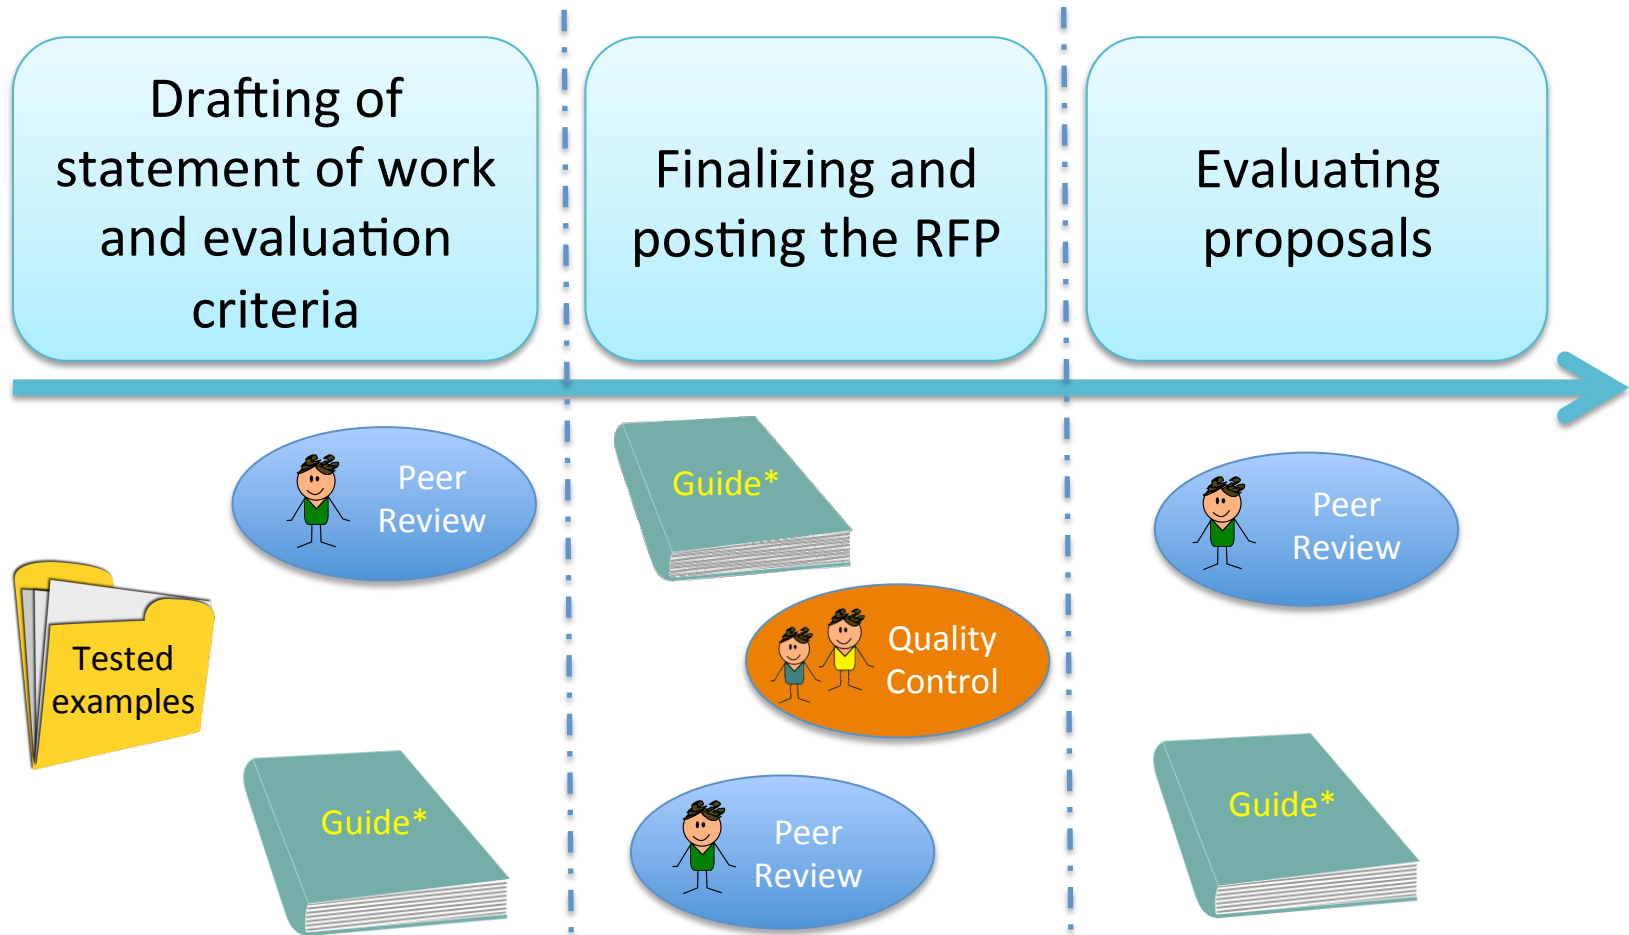 Drafting of
statement of work
and evaluation
criteria
Finalizing and
posting the RFP
Evaluating
proposals
Peer
Review
Tested
examples
Guide*
Guide*
Quality
Control
Peer
Review
Peer
Review
Guide*